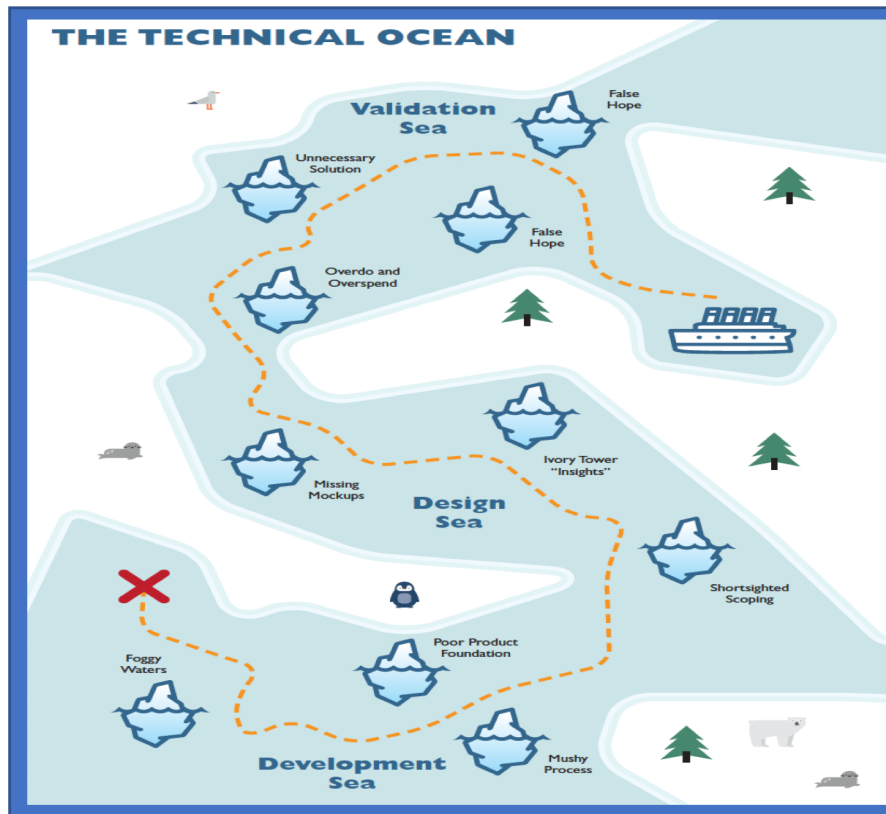 THE TECHNICAL OCEAN
Validation
Sea
False
Hope
Unnecessary
Solution
False
Hope
Overdo and
Overspend
Ivory Tower
“Insights”
Missing
Mockups
Design
Sea
Shortsighted
Scoping
Poor Product
Foundation
Foggy
Waters
Mushy
Process
Development
Sea